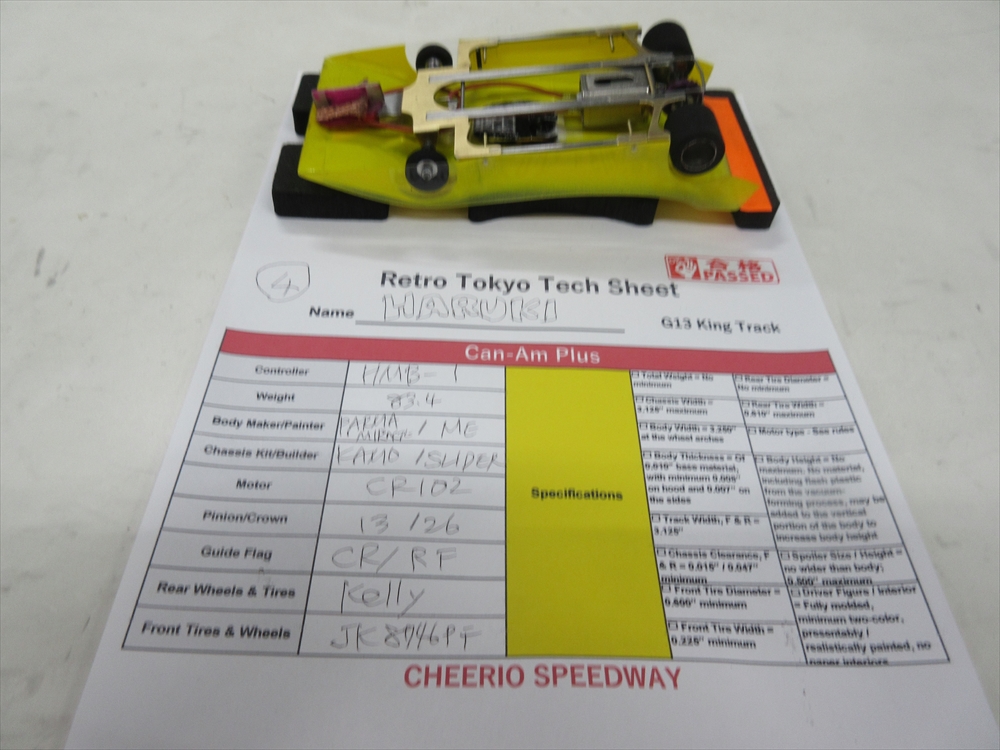 合格
PASSED
4
Retro Tokyo Tech Sheet
Name HARUKI
G13 King Track
Can-Am Plus
Controller HMB-1
Weight 83.4
Body Maker/Painter PARMA MIRAGE / ME
Chassis Kit/Builder KAMO / SLIDER
Motor CR102
Pinion/Crown 13 / 26
Guide Flag CR/RF
Rear Wheels & Tires Kelly
Front Tires & Wheels JK8746PF
Specifications
☐ Total Weight = No
minimum
☐ Chassis Width =
3.125" maximum
☐ Body Width = 3.250"
at the wheel arches
☐ Body Thickness = Of
0.010" base material,
with minimum 0.005"
on hood and 0.007" on
the sides
☐ Track Width, F & R =
3.125"
☐ Chassis Clearance, F
& R = 0.015" / 0.047"
minimum
☐ Front Tire Diameter =
0.600" minimum
☐ Front Tire Width =
0.225" minimum
☐ Rear Tire Diameter =
No minimum
☐ Rear Tire Width =
0.810" maximum
☐ Motor type - See rules
☐ Body Height = No
maximum. No material,
including flash plastic
from the vacuum-
forming process, may be
added to the vertical
portion of the body to
increase body height
☐ Spoiler Size / Height =
no wider than body;
0.500" maximum
☐ Driver Figure / Interior
= Fully molded,
minimum two-color,
presentably /
realistically painted, no
paper interiors
CHEERIO SPEEDWAY